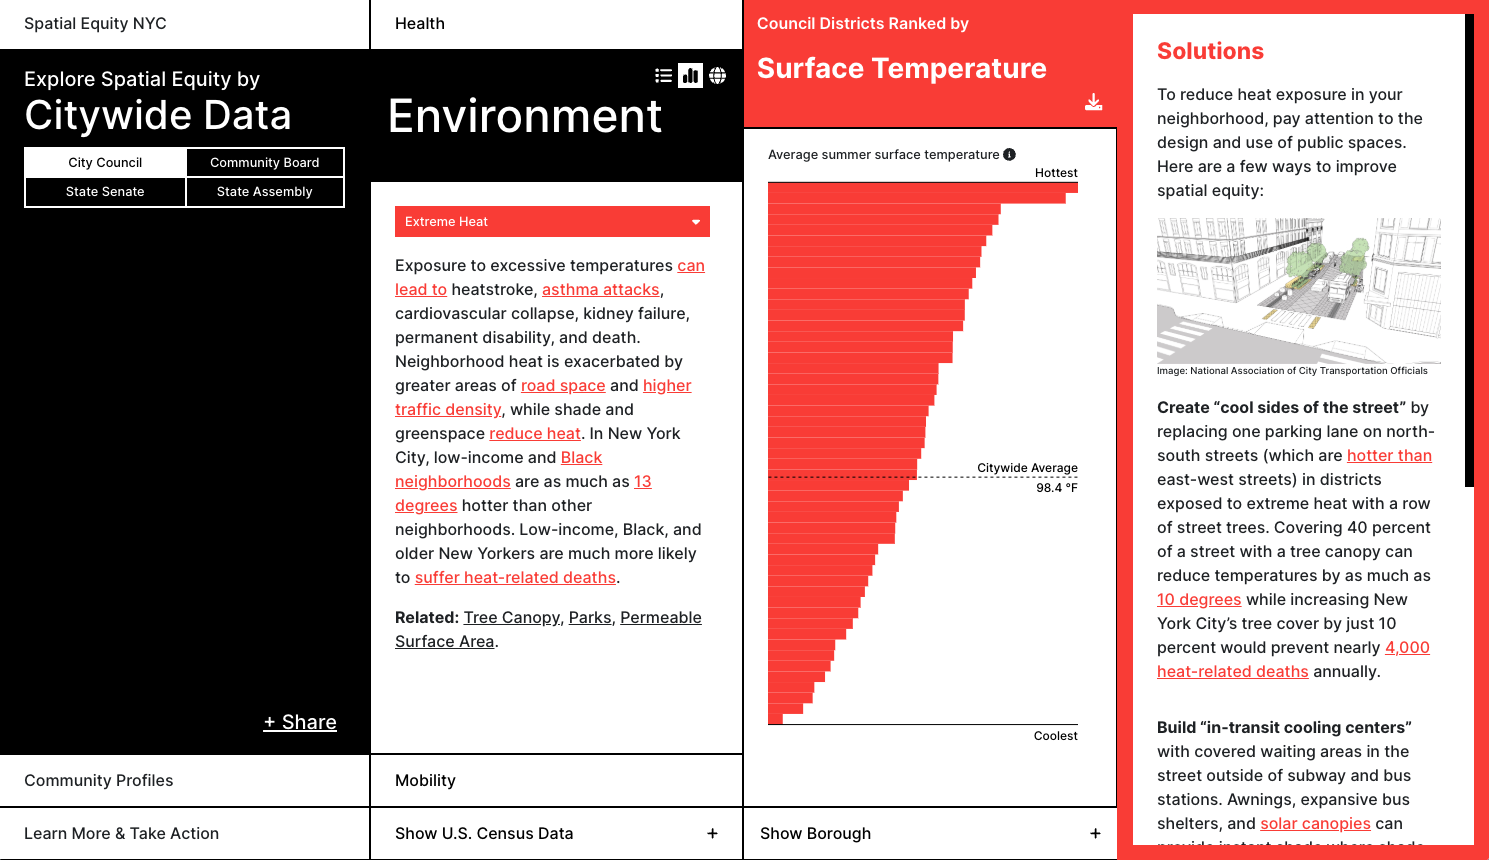 Spatial Equity NYC
Explore Spatial Equity by
Citywide Data
City Council
Community Board
State Senate
State Assembly
+ Share
Community Profiles
Learn More & Take Action
Health
Environment
Extreme Heat
Exposure to excessive temperatures can
lead to heatstroke, asthma attacks,
cardiovascular collapse, kidney failure,
permanent disability, and death.
Neighborhood heat is exacerbated by
greater areas of road space and higher
traffic density, while shade and
greenspace reduce heat. In New York
City, low-income and Black
neighborhoods are as much as 13
degrees hotter than other
neighborhoods. Low-income, Black, and
older New Yorkers are much more likely
to suffer heat-related deaths.
Related: Tree Canopy, Parks, Permeable
Surface Area.
Mobility
Show U.S. Census Data +
Council Districts Ranked by
Surface Temperature
Average summer surface temperature
Hottest
Citywide Average
98.4 °F
Coolest
Show Borough +
Solutions
To reduce heat exposure in your
neighborhood, pay attention to the
design and use of public spaces.
Here are a few ways to improve
spatial equity:
Image: National Association of City Transportation Officials
Create “cool sides of the street” by
replacing one parking lane on north-
south streets (which are hotter than
east-west streets) in districts
exposed to extreme heat with a row
of street trees. Covering 40 percent
of a street with a tree canopy can
reduce temperatures by as much as
10 degrees while increasing New
York City’s tree cover by just 10
percent would prevent nearly 4,000
heat-related deaths annually.
Build “in-transit cooling centers”
with covered waiting areas in the
street outside of subway and bus
stations. Awnings, expansive bus
shelters, and solar canopies can
provide instant shade where shade